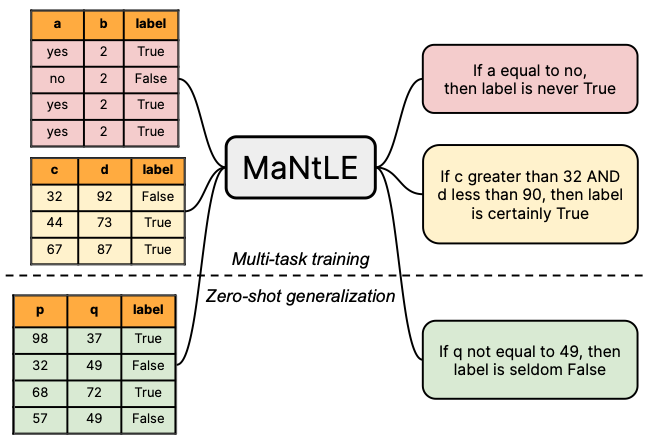 a b label
yes 2 True
no 2 False
yes 2 True
yes 2 True
c d label
32 92 False
44 73 True
67 87 True
MaNtLE
If a equal to no,
then label is never True
If c greater than 32 AND
d less than 90, then label
is certainly True
Multi-task training
Zero-shot generalization
p q label
98 37 True
32 49 False
68 72 True
57 49 False
If q not equal to 49, then
label is seldom False